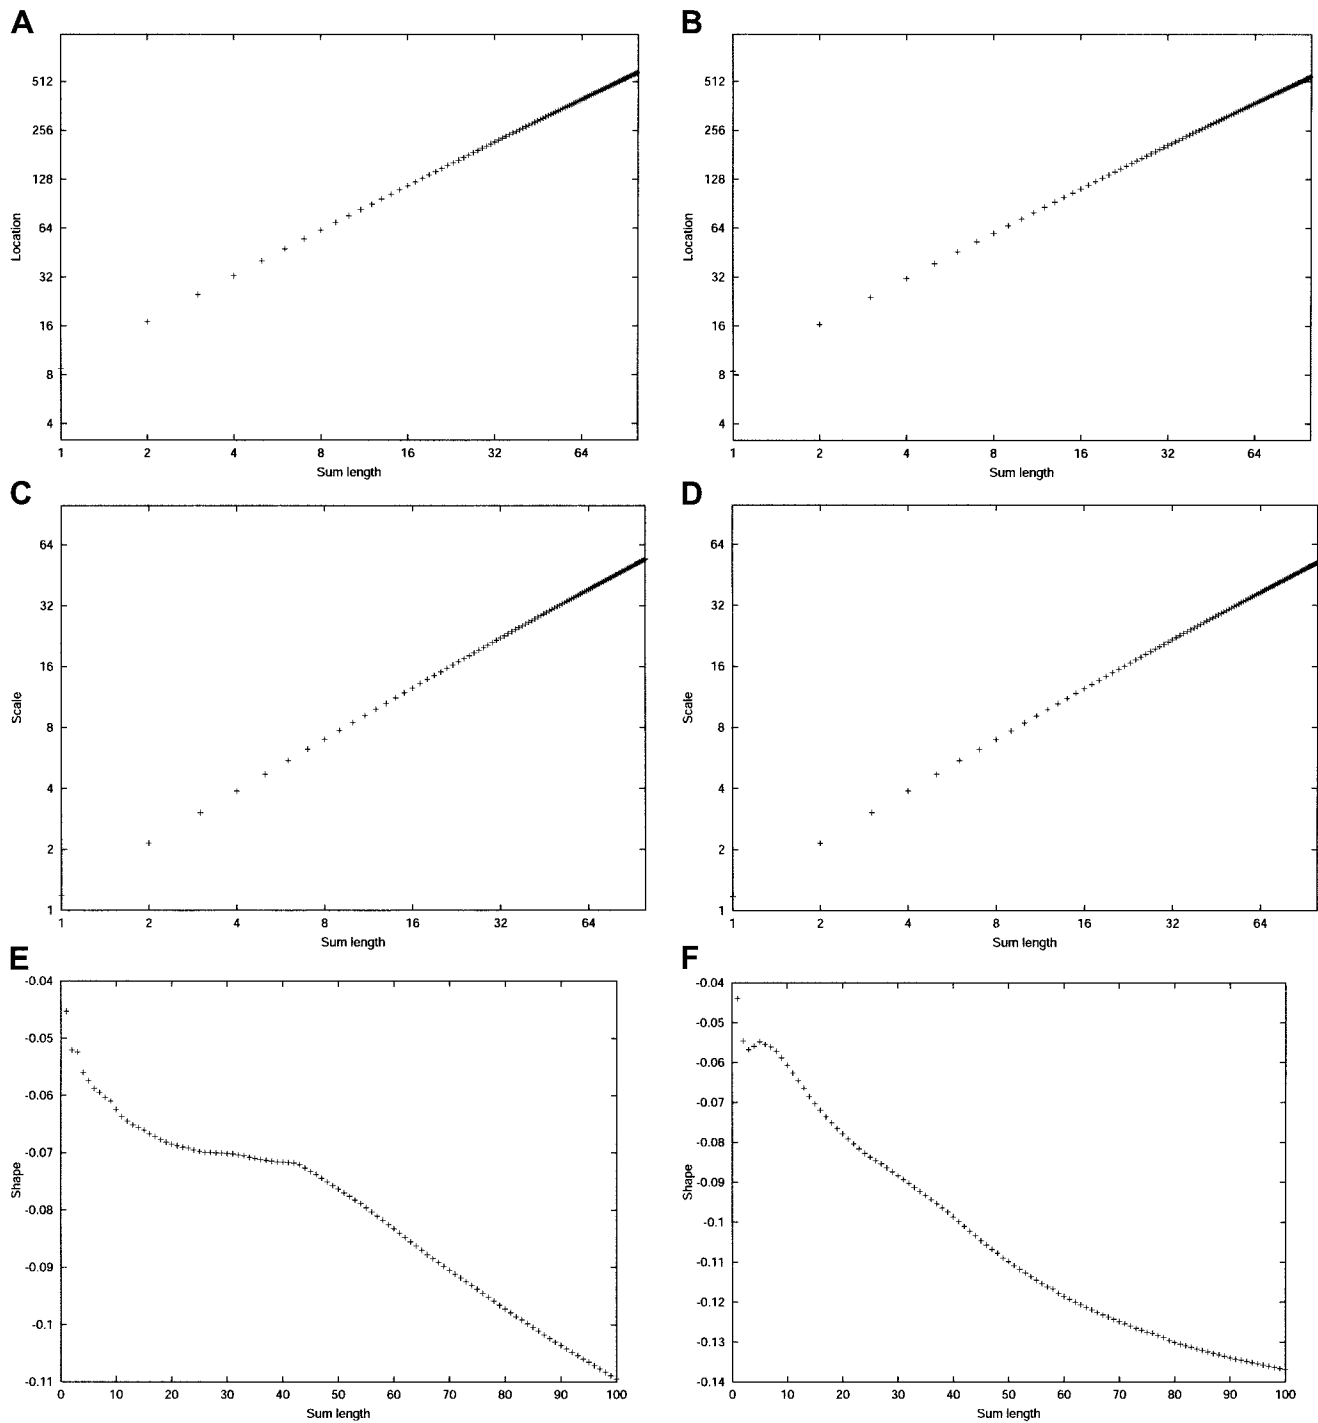 A
512
256
128
64
32
16
8
4
Location
1 2 4 8 16 32 64
Sum length
B
512
256
128
64
32
16
8
4
Location
1 2 4 8 16 32 64
Sum length
C
64
32
16
8
4
2
1
Scale
1 2 4 8 16 32 64
Sum length
D
64
32
16
8
4
2
1
Scale
1 2 4 8 16 32 64
Sum length
E
-0.04
-0.05
-0.06
-0.07
-0.08
-0.09
-0.1
-0.11
Shape
0 10 20 30 40 50 60 70 80 90 100
Sum length
F
-0.04
-0.05
-0.06
-0.07
-0.08
-0.09
-0.1
-0.11
-0.12
-0.13
-0.14
Shape
0 10 20 30 40 50 60 70 80 90 100
Sum length